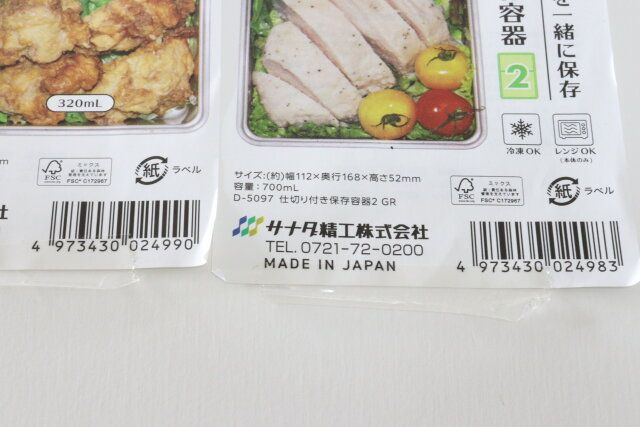 320mL
ミックス
FSC
FSC® C172967
紙
ラベル
4 973430 024990
を一緒に保存
容器
2
冷凍OK
レンジOK
(本体のみ)
サイズ:(約)幅112×奥行168×高さ52mm
容量:700mL
D-5097 仕切り付き保存容器2 GR
ミックス
FSC
FSC® C172967
紙
ラベル
サナダ精工株式会社
TEL. 0721-72-0200
MADE IN JAPAN
4 973430 024983